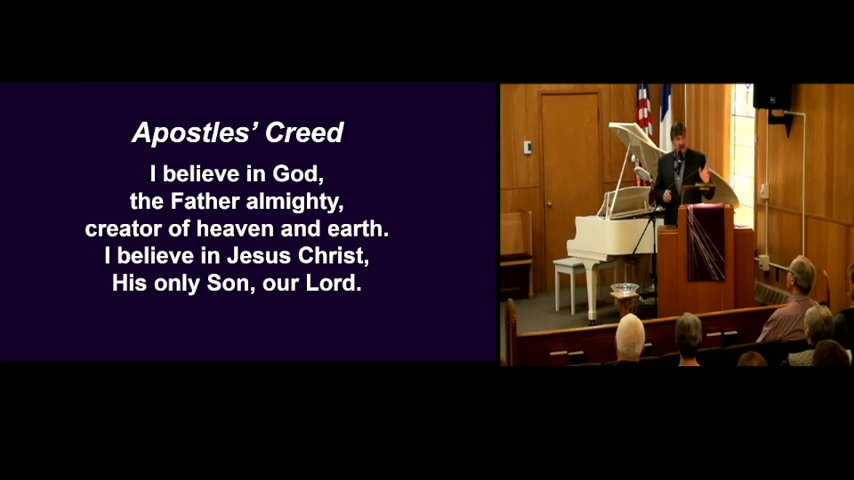 Apostles’ Creed
I believe in God,
the Father almighty,
creator of heaven and earth.
I believe in Jesus Christ,
His only Son, our Lord.